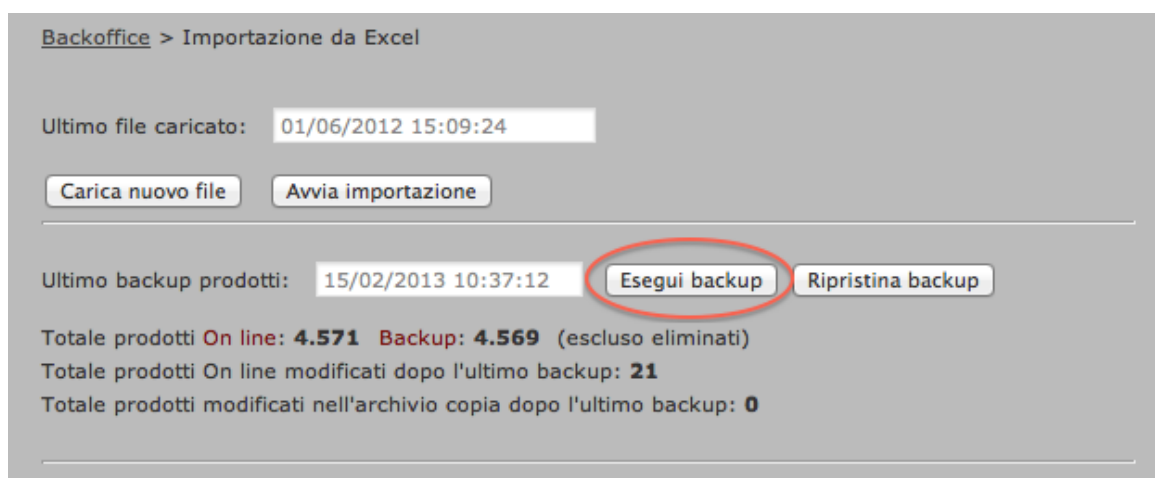 Backoffice > Importazione da Excel
Ultimo file caricato: 01/06/2012 15:09:24
Carica nuovo file Avvia importazione
Ultimo backup prodotti: 15/02/2013 10:37:12 Esegui backup Ripristina backup
Totale prodotti On line: 4.571 Backup: 4.569 (escluso eliminati)
Totale prodotti On line modificati dopo l'ultimo backup: 21
Totale prodotti modificati nell'archivio copia dopo l'ultimo backup: 0